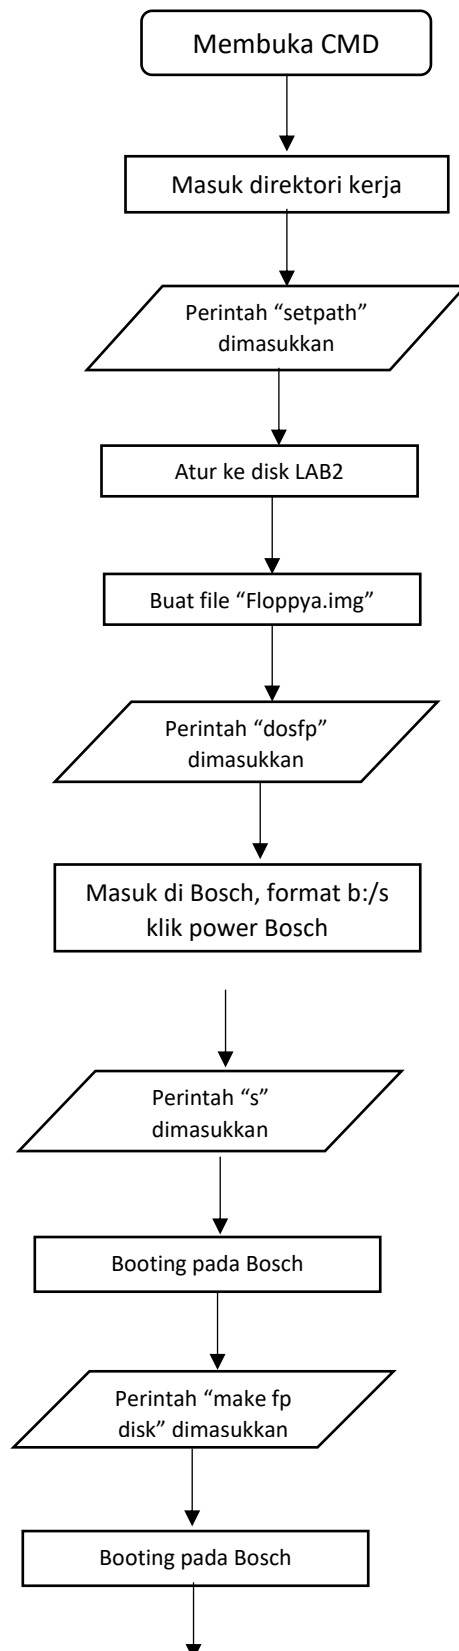 Membuka CMD
Masuk direktori kerja
Perintah “setpath”
dimasukkan
Atur ke disk LAB2
Buat file “Floppya.img”
Perintah “dosfp”
dimasukkan
Masuk di Bosch, format b:/s
klik power Bosch
Perintah “s”
dimasukkan
Booting pada Bosch
Perintah “make fp
disk” dimasukkan
Booting pada Bosch